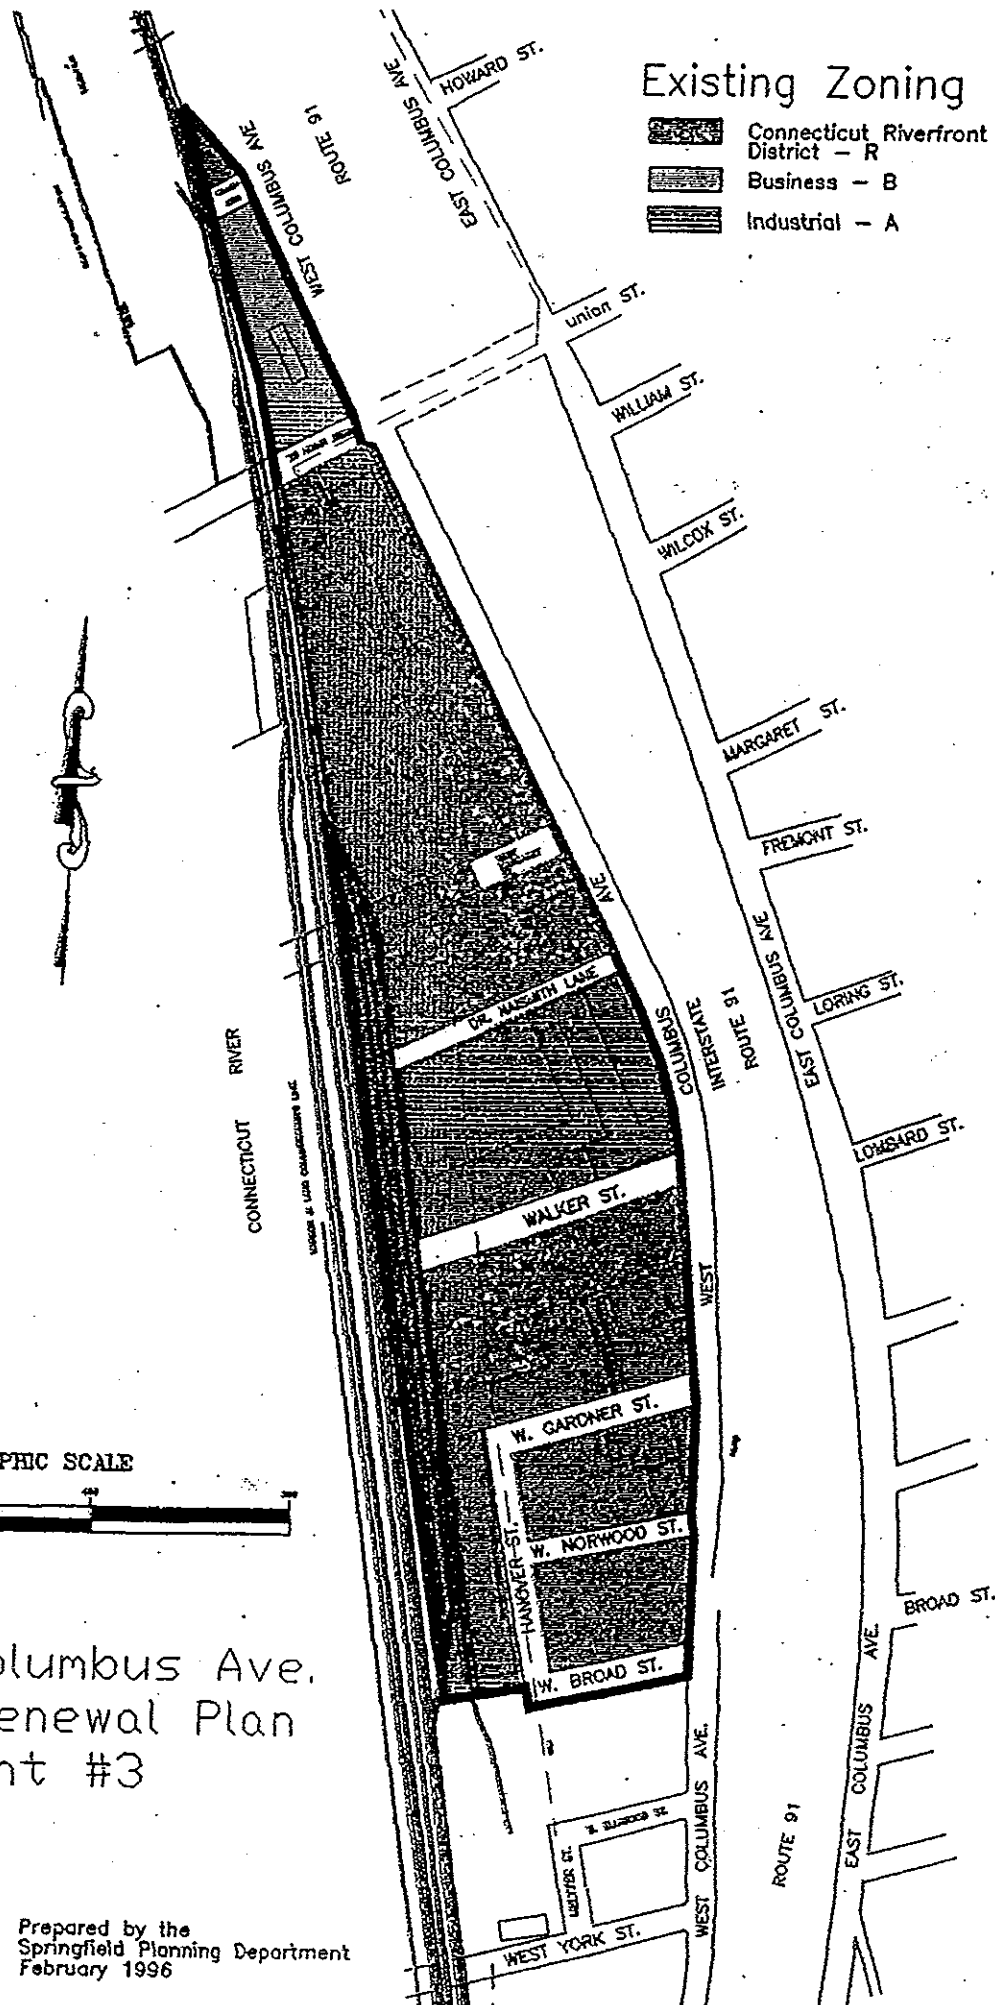 Existing Zoning
Connecticut Riverfront
District - R
Business - B
Industrial - A
HOWARD ST.
EAST COLUMBUS AVE
ROUTE 91
WEST COLUMBUS AVE
union ST.
WILLIAM ST.
WILCOX ST.
MARGARET ST.
FREMONT ST.
AVE
DR. NAISMITH LANE
EAST COLUMBUS AVE
LORING ST.
COLUMBUS
INTERSTATE
ROUTE 91
CONNECTICUT RIVER
LOMBARD ST.
WALKER ST.
WEST
W. GARDNER ST.
PHIC SCALE
HANOVER ST.
W. NORWOOD ST.
BROAD ST.
W. BROAD ST.
olumbus Ave.
enewal Plan
nt #3
WEST COLUMBUS AVE.
ROUTE 91
EAST COLUMBUS AVE.
WEST YORK ST.
Prepared by the
Springfield Planning Department
February 1996